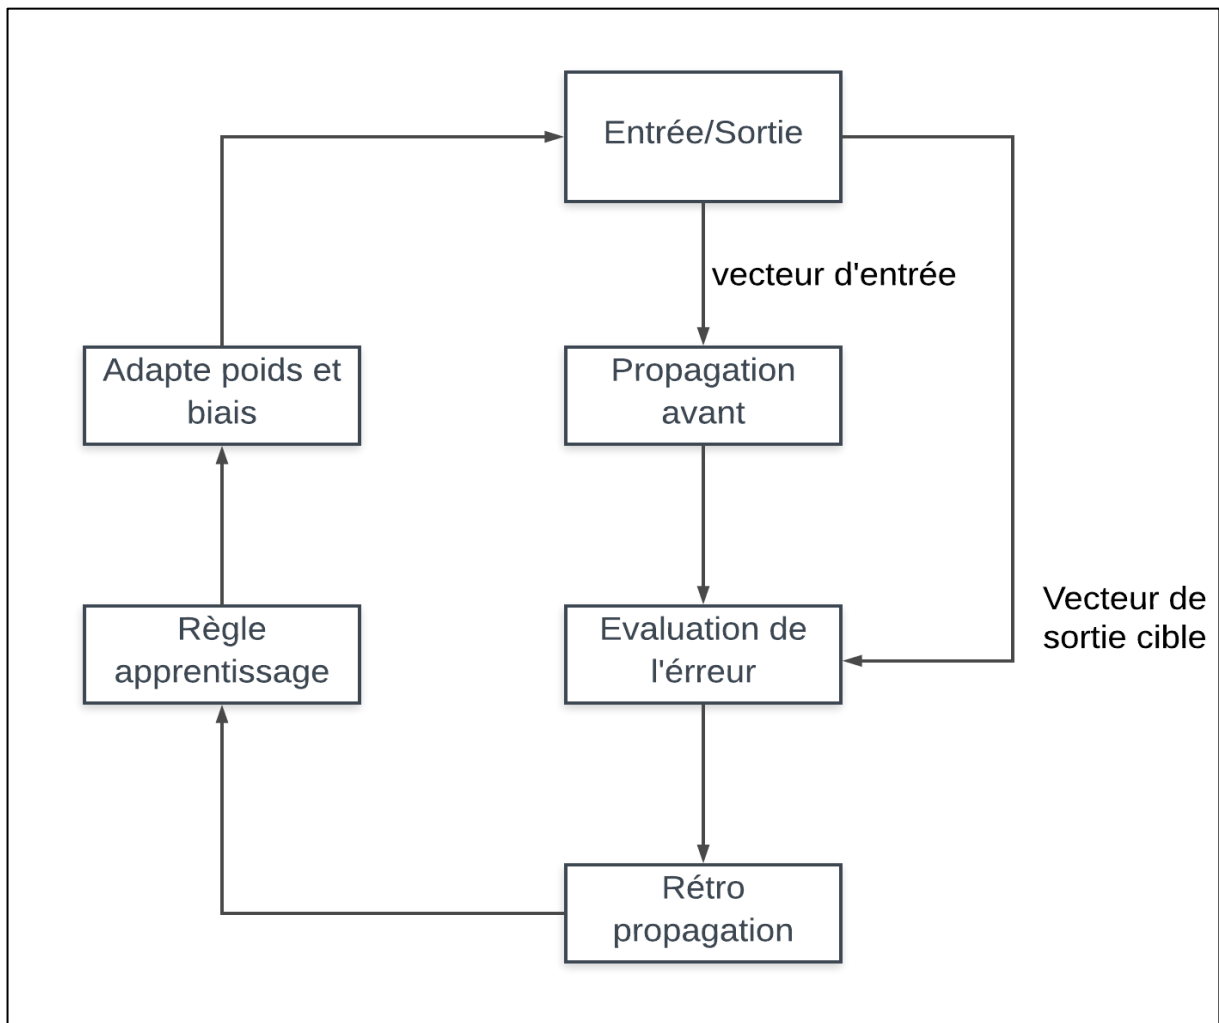 Entrée/Sortie
vecteur d'entrée
Adapte poids et
biais
Propagation
avant
Vecteur de
sortie cible
Règle
apprentissage
Evaluation de
l'érreur
Rétro
propagation